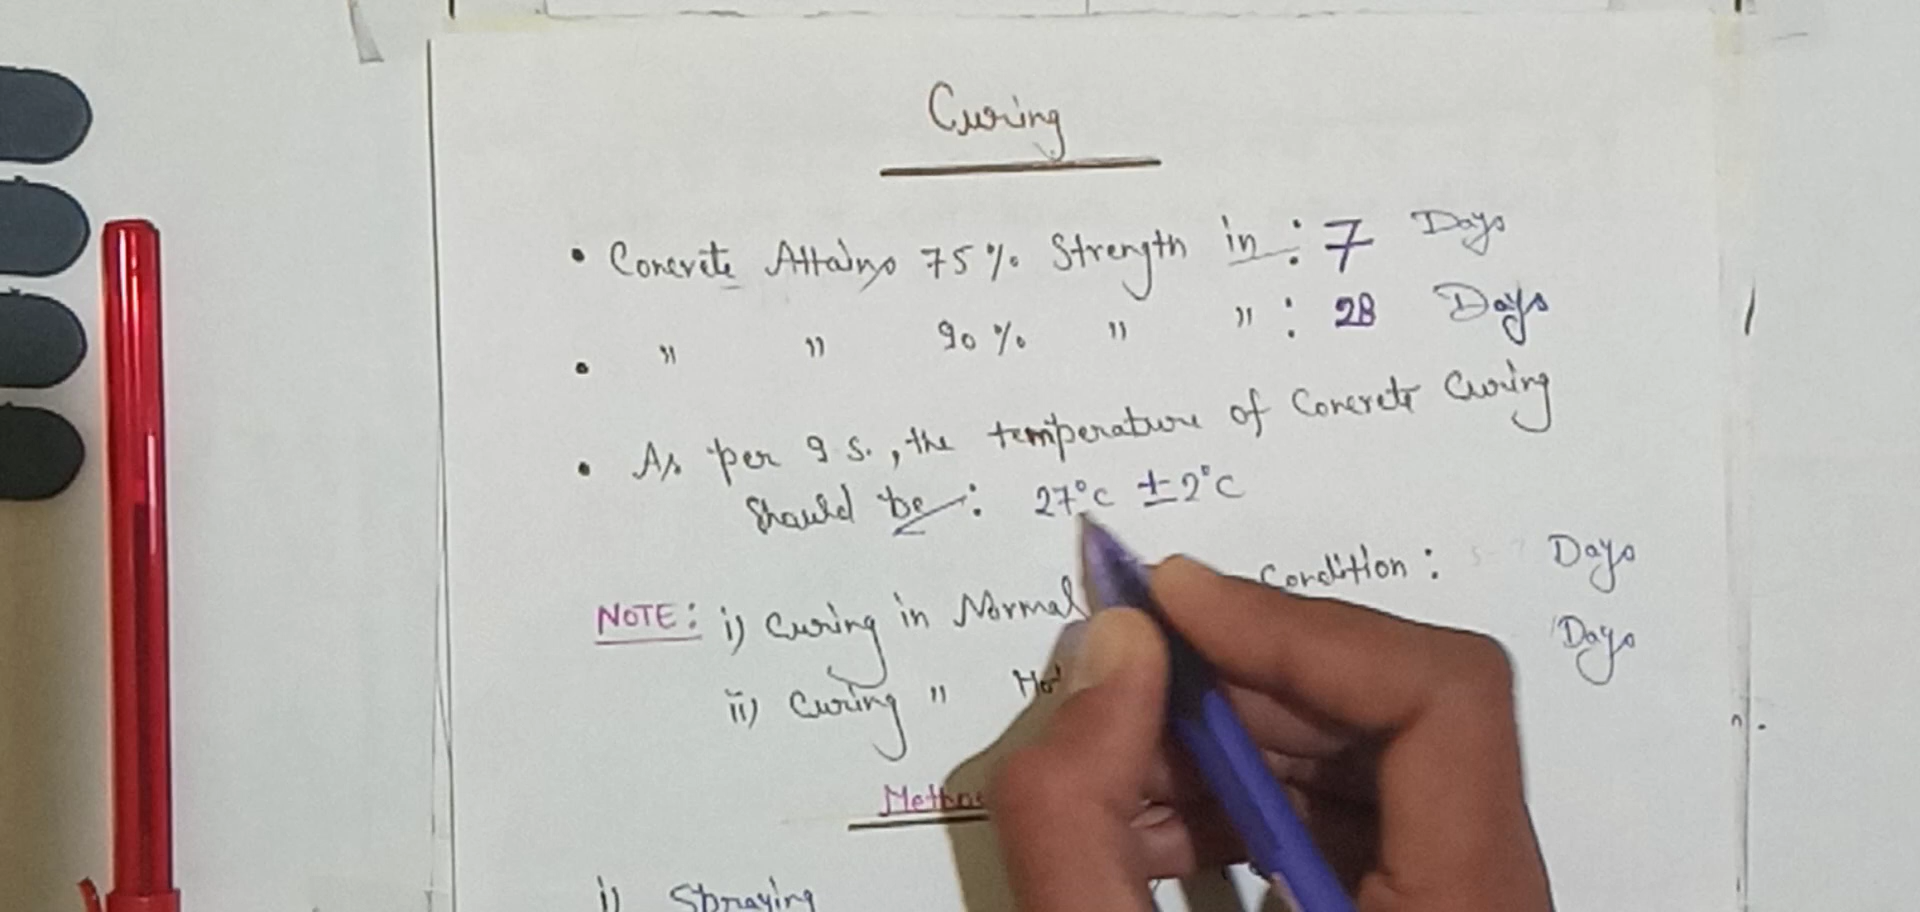 Curing
• Concrete Attains 75% Strength in : 7 Days
• " " 90% " " : 28 Days
• As per I S., the temperature of Concrete Curing
Should be : 27°C ± 2°C
NOTE: i) Curing in Normal Condition : Days
ii) Curing " Days
i) Spraying